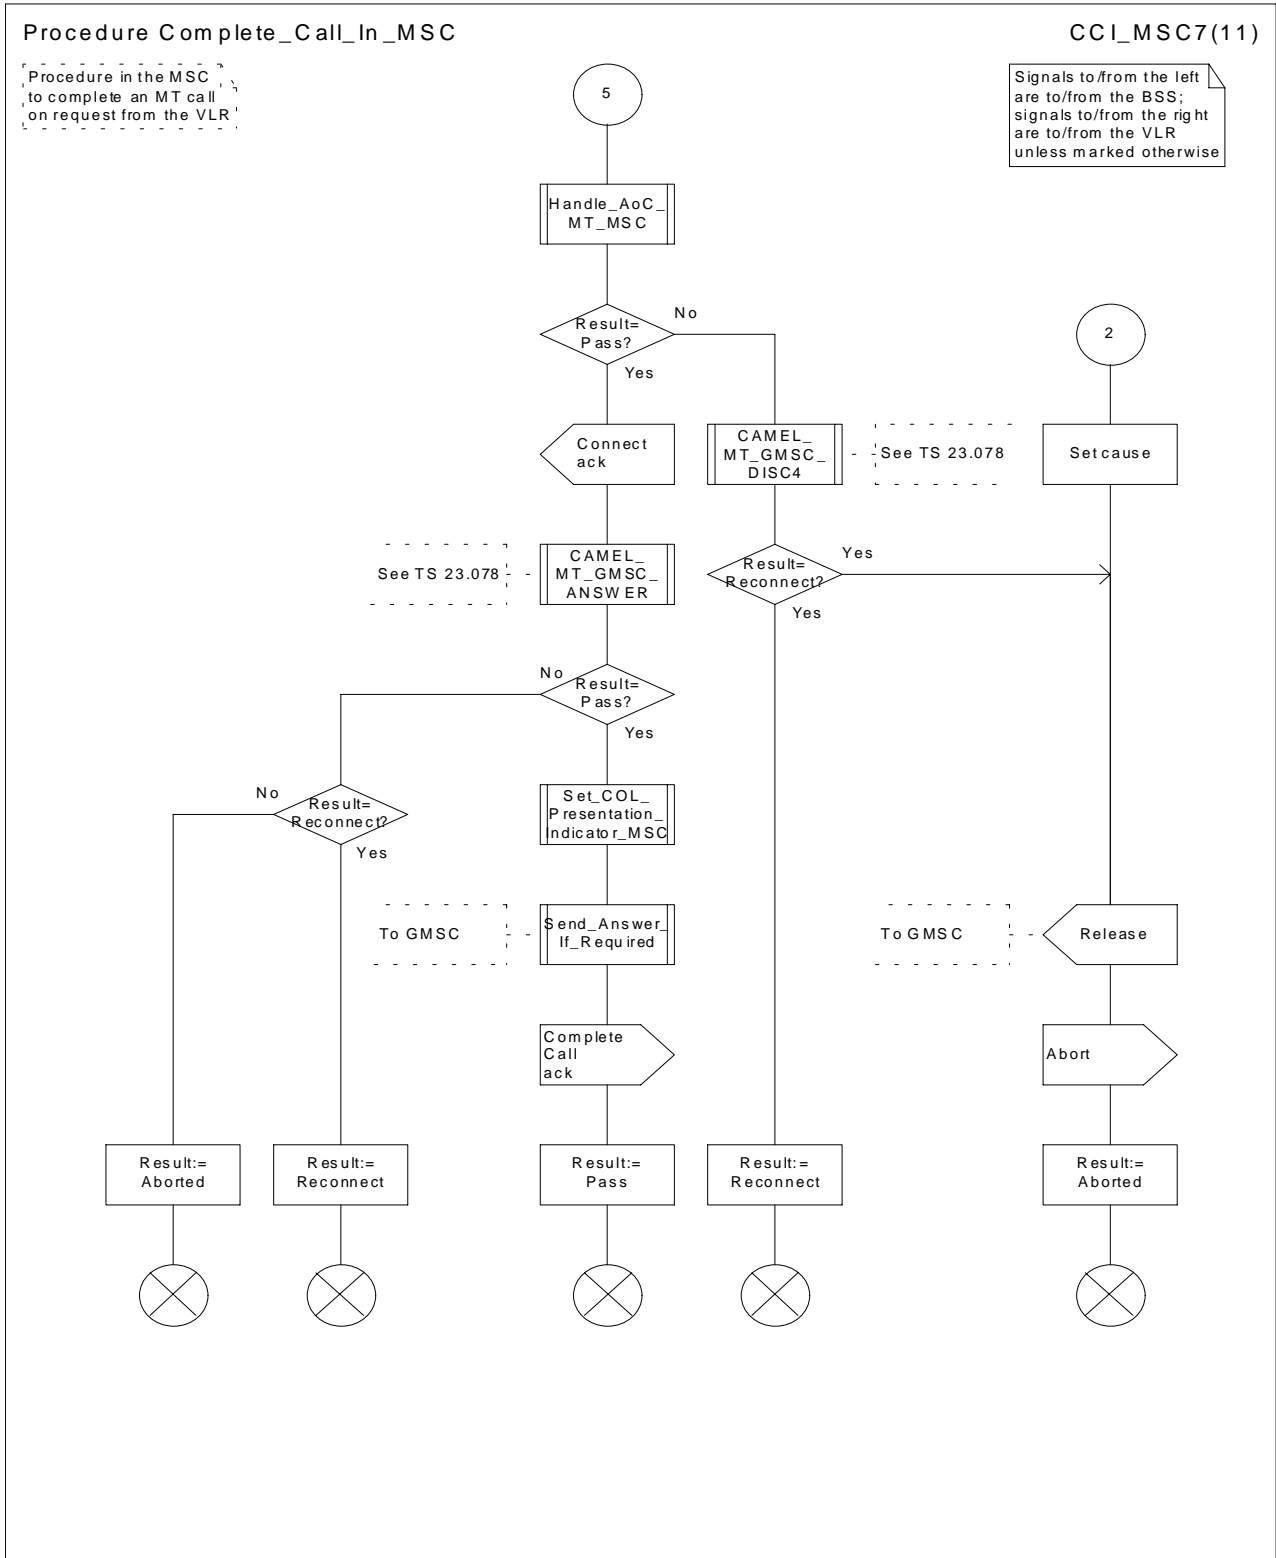 Procedure Complete_Call_In_MSC
CCI_MSC7(11)
Procedure in the MSC
to complete an MT call
on request from the VLR
Signals to/from the left
are to/from the BSS;
signals to/from the right
are to/from the VLR
unless marked otherwise
5
Handle_AoC_
MT_MSC
Result=
Pass?
No
Yes
2
Connect
ack
CAMEL_
MT_GMSC_
DISC4
See TS 23.078
Set cause
See TS 23.078
CAMEL_
MT_GMSC_
ANSWER
Result=
Reconnect?
Yes
Yes
No
Result=
Pass?
Yes
No
Result=
Reconnect?
Yes
Set_COL_
Presentation_
Indicator_MSC
To GMSC
Send_Answer_
If_Required
To GMSC
Release
Complete
Call
ack
Abort
Result:=
Aborted
Result:=
Reconnect
Result:=
Pass
Result:=
Reconnect
Result:=
Aborted